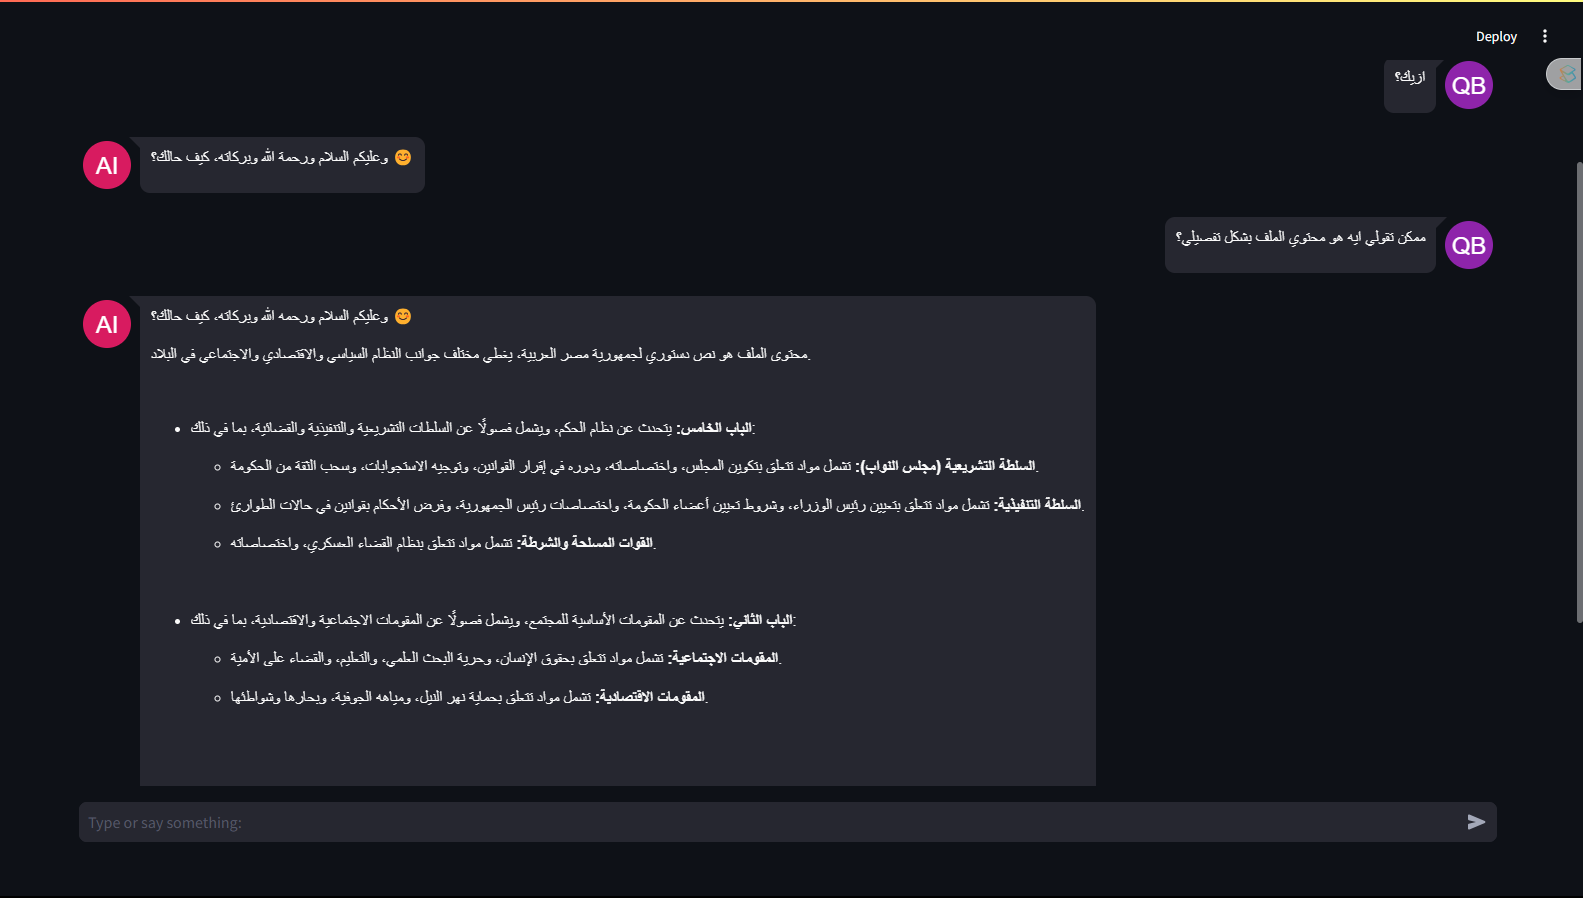 Deploy
ازيك؟
QB
AI
وعليكم السلام ورحمة الله وبركاته، كيف حالك؟ 😊
ممكن تقولي ايه هو محتوي الملف بشكل تفصيلي؟
QB
AI
وعليكم السلام ورحمه الله وبركاته، كيف حالك؟ 😊
محتوى الملف هو نص دستوري لجمهورية مصر العربية، يغطي مختلف جوانب النظام السياسي والاقتصادي والاجتماعي في البلاد.
الباب الخامس: يتحدث عن نظام الحكم، ويشمل فصولًا عن السلطات التشريعية والتنفيذية والقضائية، بما في ذلك:
السلطة التشريعية (مجلس النواب): تشمل مواد تتعلق بتكوين المجلس، واختصاصاته، ودوره في إقرار القوانين، وتوجيه الاستجوابات، وسحب الثقة من الحكومة.
السلطة التنفيذية: تشمل مواد تتعلق بتعيين رئيس الوزراء، وشروط تعيين أعضاء الحكومة، واختصاصات رئيس الجمهورية، وفرض الأحكام بقوانين في حالات الطوارئ.
القوات المسلحة والشرطة: تشمل مواد تتعلق بنظام القضاء العسكري، واختصاصاته.
الباب الثاني: يتحدث عن المقومات الأساسية للمجتمع، ويشمل فصولًا عن المقومات الاجتماعية والاقتصادية، بما في ذلك:
المقومات الاجتماعية: تشمل مواد تتعلق بحقوق الإنسان، وحرية البحث العلمي، والتعليم، والقضاء على الأمية.
المقومات الاقتصادية: تشمل مواد تتعلق بحماية نهر النيل، ومياهه الجوفية، وبحارها وشواطئها.
Type or say something: